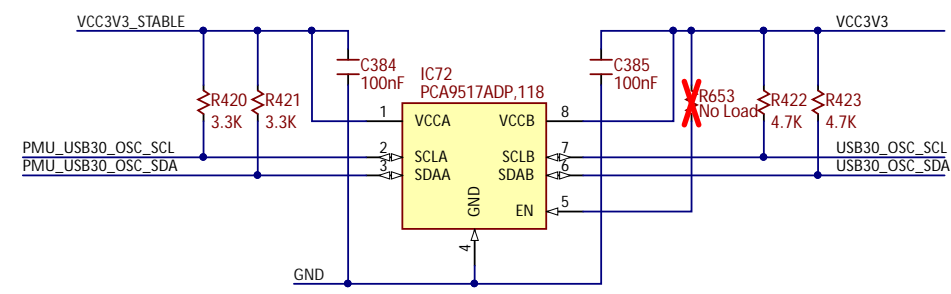 VCC3V3_STABLE
VCC3V3
C384
100nF
C385
100nF
IC72
PCA9517ADP,118
R420
3.3K
R421
3.3K
R653
No Load
R422
4.7K
R423
4.7K
1
VCCA
VCCB
8
PMU_USB30_OSC_SCL
2
SCLA
SCLB
7
USB30_OSC_SCL
PMU_USB30_OSC_SDA
3
SDAA
SDAB
6
USB30_OSC_SDA
GND
EN
5
4
GND